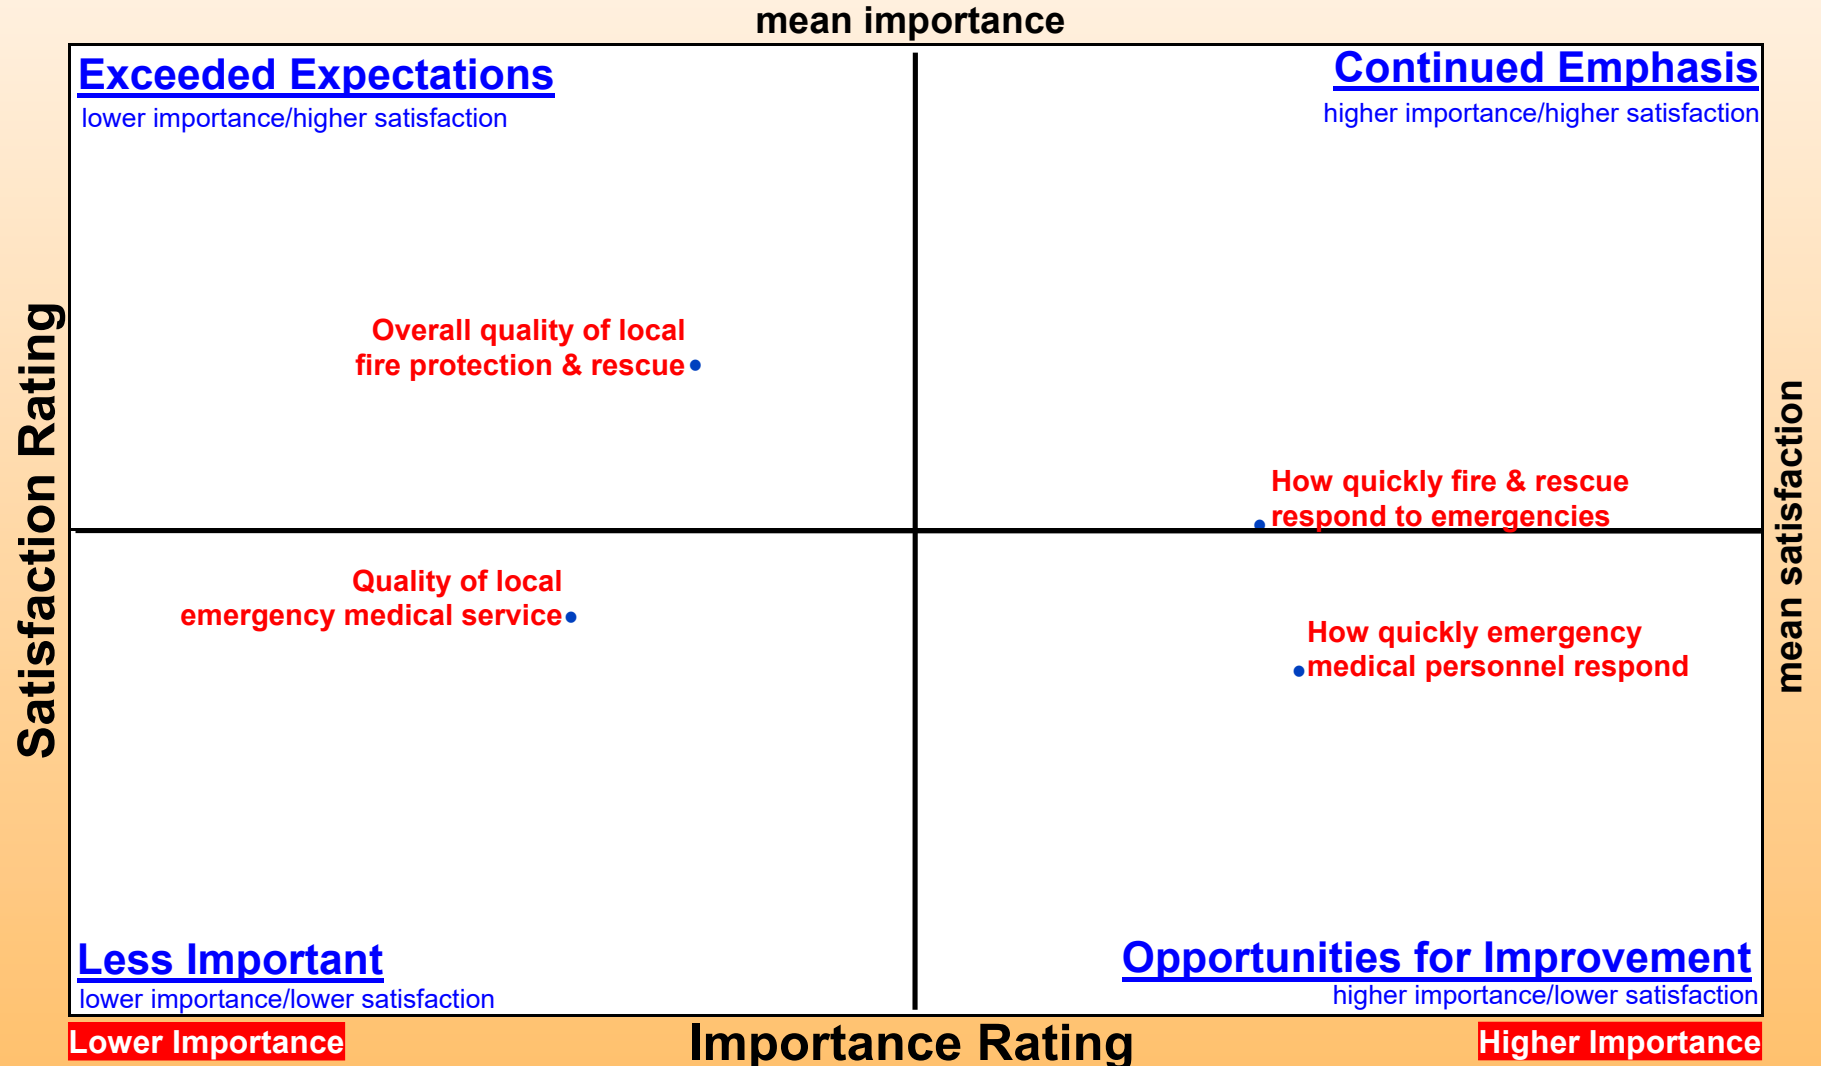 mean importance
Exceeded Expectations
lower importance/higher satisfaction
Continued Emphasis
higher importance/higher satisfaction
Satisfaction Rating
Overall quality of local
fire protection & rescue
How quickly fire & rescue
respond to emergencies
mean satisfaction
Quality of local
emergency medical service
How quickly emergency
medical personnel respond
Less Important
lower importance/lower satisfaction
Opportunities for Improvement
higher importance/lower satisfaction
Lower Importance
Importance Rating
Higher Importance